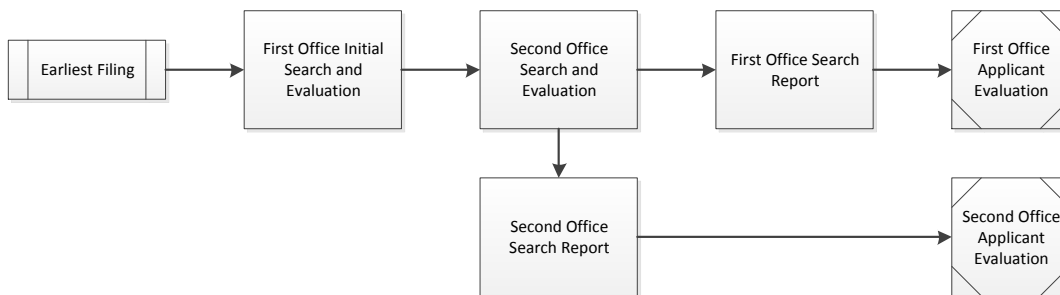 Earliest Filing
First Office Initial
Search and
Evaluation
Second Office
Search and
Evaluation
First Office Search
Report
First Office
Applicant
Evaluation
Second Office
Search Report
Second Office
Applicant
Evaluation